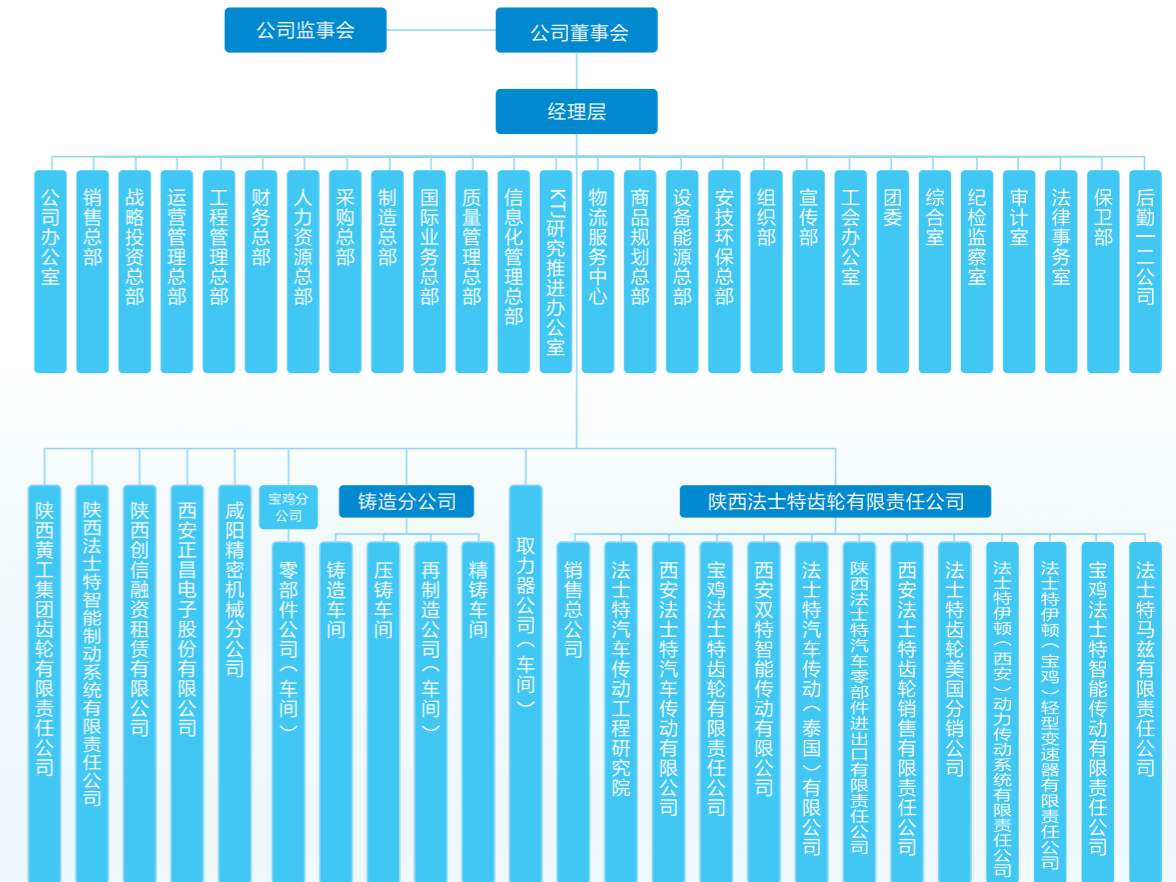 公司监事会
公司董事会
经理层
公司办公室
销售总部
战略投资总部
运营管理总部
工程管理总部
财务总部
人力资源总部
采购总部
制造总部
国际业务总部
质量管理总部
信息化管理总部
KTJ研究推进办公室
物流服务中心
商品规划总部
设备能源总部
安技环保总部
组织部
宣传部
工会办公室
团委
综合室
纪检监察室
审计室
法律事务室
保卫部
后勤一二公司
陕西黄工集团齿轮有限责任公司
陕西法士特智能制动系统有限责任公司
陕西创信融资租赁有限公司
西安正昌电子股份有限公司
咸阳精密机械分公司
宝鸡分
公司
零部件公司（车间）
铸造分公司
铸造车间
压铸车间
再制造公司（车间）
精铸车间
取力器公司（车间）
陕西法士特齿轮有限责任公司
销售总公司
法士特汽车传动工程研究院
西安法士特汽车传动有限公司
宝鸡法士特齿轮有限责任公司
西安双特智能传动有限公司
法士特汽车传动（泰国）有限公司
陕西法士特汽车零部件进出口有限责任公司
西安法士特齿轮销售有限责任公司
法士特齿轮美国分销公司
法士特伊顿（西安）动力传动系统有限责任公司
法士特伊顿（宝鸡）轻型变速器有限责任公司
宝鸡法士特智能传动有限责任公司
法士特马兹有限责任公司